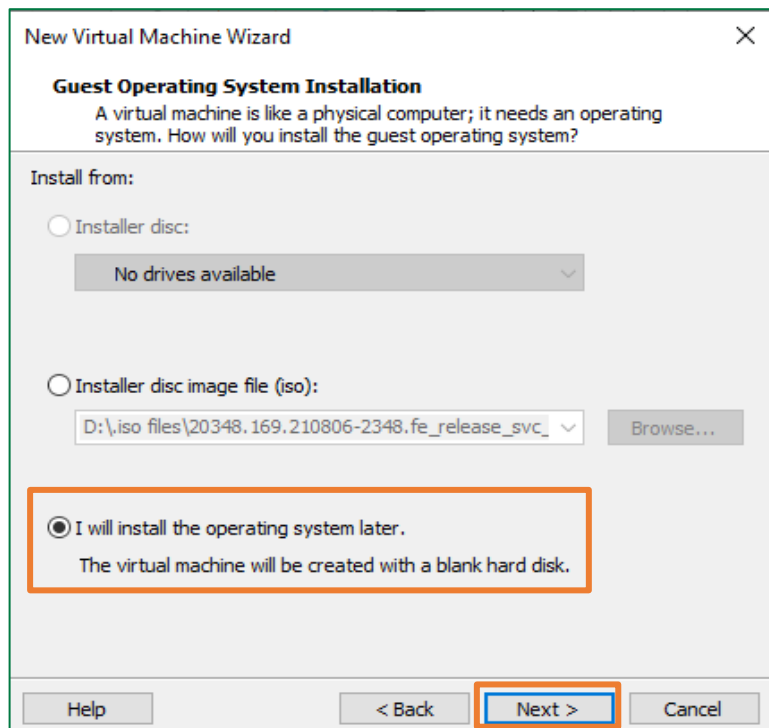 New Virtual Machine Wizard
Guest Operating System Installation
A virtual machine is like a physical computer; it needs an operating
system. How will you install the guest operating system?
Install from:
Installer disc:
No drives available
Installer disc image file (iso):
D:\.iso files\20348.169.210806-2348.fe_release_svc_
Browse...
I will install the operating system later.
The virtual machine will be created with a blank hard disk.
Help
< Back
Next >
Cancel